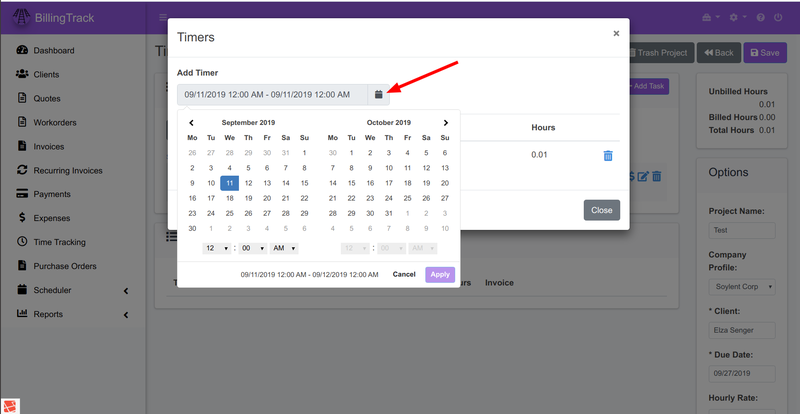 BillingTrack
Dashboard
Clients
Quotes
Workorders
Invoices
Recurring Invoices
Payments
Expenses
Time Tracking
Purchase Orders
Scheduler
Reports
Timers
×
Add Timer
09/11/2019 12:00 AM - 09/11/2019 12:00 AM
Hours
0.01
September 2019
Mo Tu We Th Fr Sa Su
26 27 28 29 30 31 1
2 3 4 5 6 7 8
9 10 11 12 13 14 15
16 17 18 19 20 21 22
23 24 25 26 27 28 29
30 1 2 3 4 5 6
12 : 00 AM
October 2019
Mo Tu We Th Fr Sa Su
30 1 2 3 4 5 6
7 8 9 10 11 12 13
14 15 16 17 18 19 20
21 22 23 24 25 26 27
28 29 30 31 1 2 3
4 5 6 7 8 9 10
12 : 00 AM
09/11/2019 12:00 AM - 09/12/2019 12:00 AM
Cancel
Apply
Close
Invoice
Trash Project
Back
Save
Add Task
Unbilled Hours
0.01
Billed Hours 0.00
Total Hours 0.01
Options
Project Name:
Test
Company
Profile:
Soylent Corp
* Client:
Elza Senger
* Due Date:
09/27/2019
Hourly Rate: